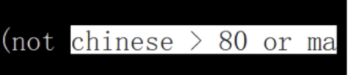 (not chinese > 80 or ma